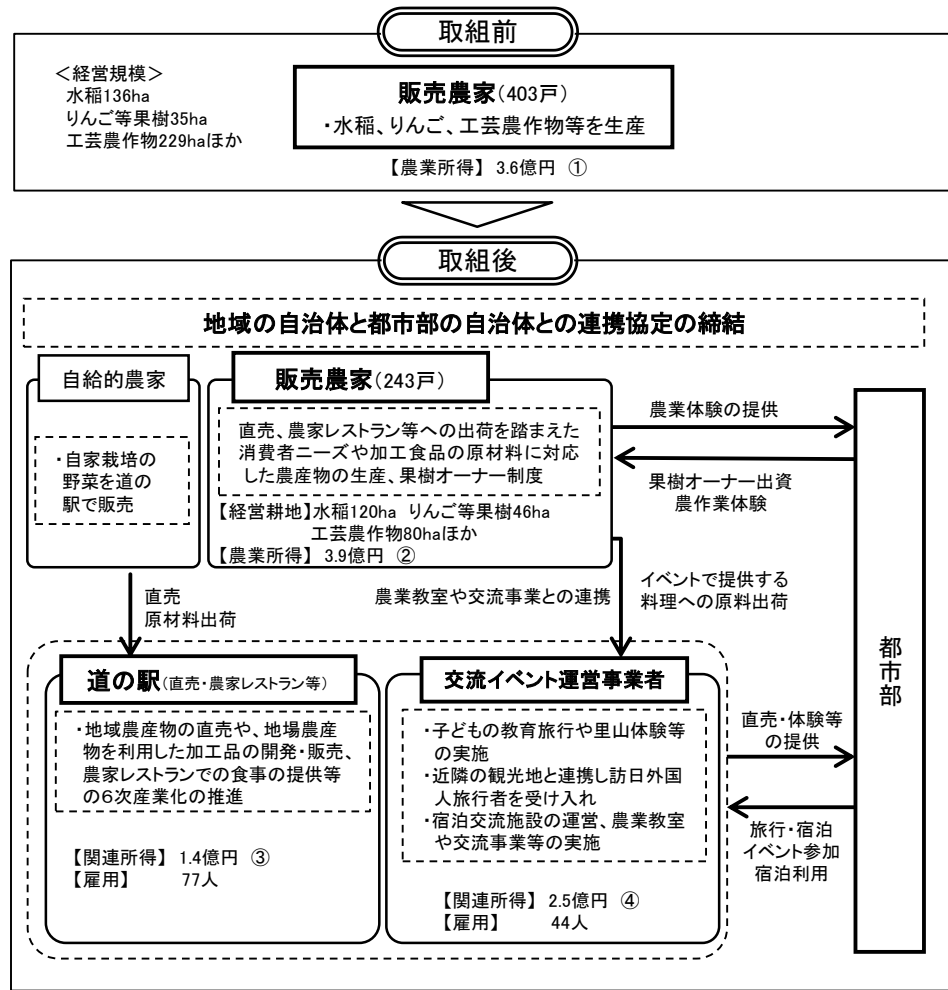 取組前
＜経営規模＞
水稲136ha
りんご等果樹35ha
工芸農作物229haほか
販売農家(403戸)
・水稲、りんご、工芸農作物等を生産
【農業所得】 3.6億円 ①
取組後
地域の自治体と都市部の自治体との連携協定の締結
自給的農家
・自家栽培の
野菜を道の
駅で販売
販売農家(243戸)
直売、農家レストラン等への出荷を踏まえた
消費者ニーズや加工食品の原材料に対応
した農産物の生産、果樹オーナー制度
【経営耕地】水稲120ha りんご等果樹46ha
工芸農作物80haほか
【農業所得】 3.9億円 ②
農業体験の提供
果樹オーナー出資
農作業体験
直売
原材料出荷
農業教室や交流事業との連携
イベントで提供する
料理への原料出荷
都市部
道の駅(直売・農家レストラン等)
・地域農産物の直売や、地場農産
物を利用した加工品の開発・販売、
農家レストランでの食事の提供等
の6次産業化の推進
【関連所得】 1.4億円 ③
【雇用】 77人
交流イベント運営事業者
・子どもの教育旅行や里山体験等
の実施
・近隣の観光地と連携し訪日外国
人旅行者を受け入れ
・宿泊交流施設の運営、農業教室
や交流事業等の実施
【関連所得】 2.5億円 ④
【雇用】 44人
直売・体験等
の提供
旅行・宿泊
イベント参加
宿泊利用